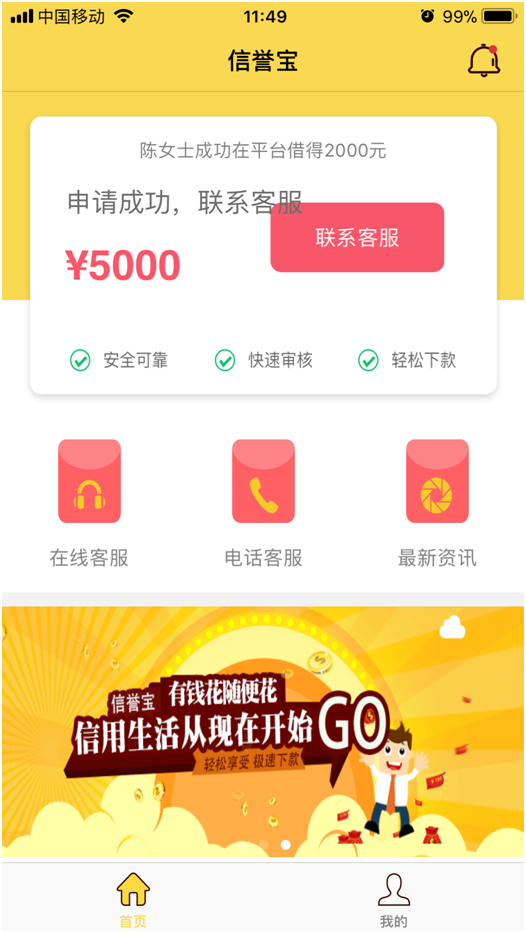 中国移动 11:49 99%
信誉宝
陈女士成功在平台借得2000元
申请成功，联系客服
联系客服
¥5000
安全可靠 快速审核 轻松下款
在线客服 电话客服 最新资讯
信誉宝 有钱花随便花
信用生活从现在开始GO
轻松享受 极速下款
首页 我的